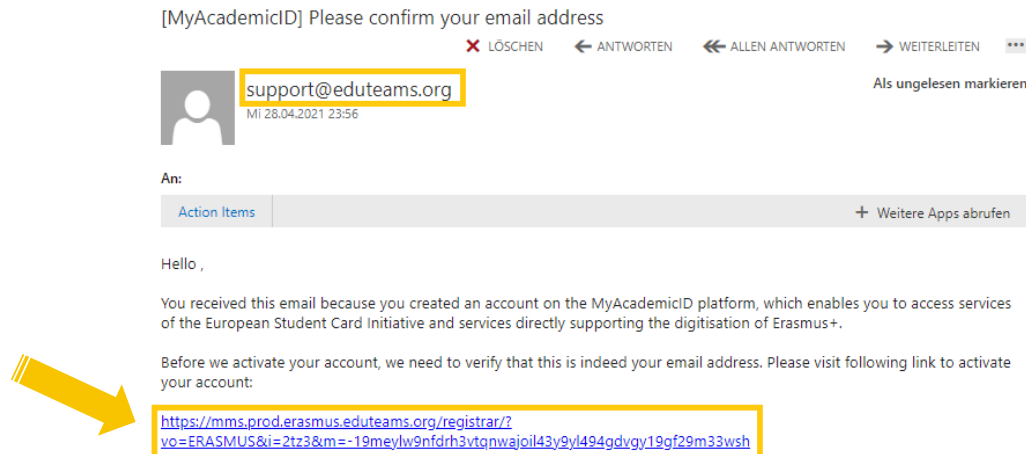 [MyAcademicID] Please confirm your email address
LÖSCHEN ANTWORTEN ALLEN ANTWORTEN WEITERLEITEN
support@eduteams.org
Als ungelesen markieren
Mi 28.04.2021 23:56
An:
Action Items
+ Weitere Apps abrufen
Hello ,
You received this email because you created an account on the MyAcademicID platform, which enables you to access services
of the European Student Card Initiative and services directly supporting the digitisation of Erasmus+.
Before we activate your account, we need to verify that this is indeed your email address. Please visit following link to activate
your account:
https://mms.prod.erasmus.eduteams.org/registrar/?
vo=ERASMUS&i=2tz3&m=-19meylw9nfdrh3vtqnwajoil43y9yl494gdvgy19gf29m33wsh